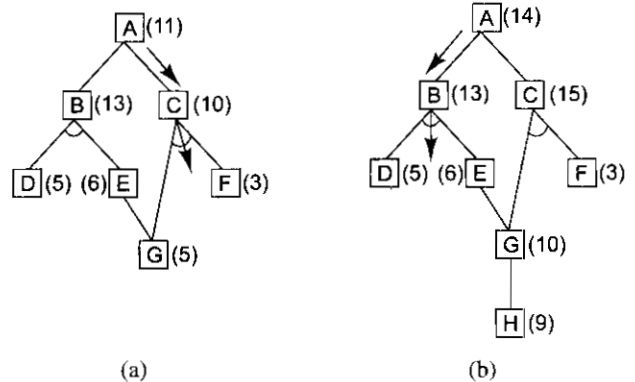 A (11)
B (13) C (10)
D (5) (6) E F (3)
G (5)
(a)
A (14)
B (13) C (15)
D (5) (6) E F (3)
G (10)
H (9)
(b)